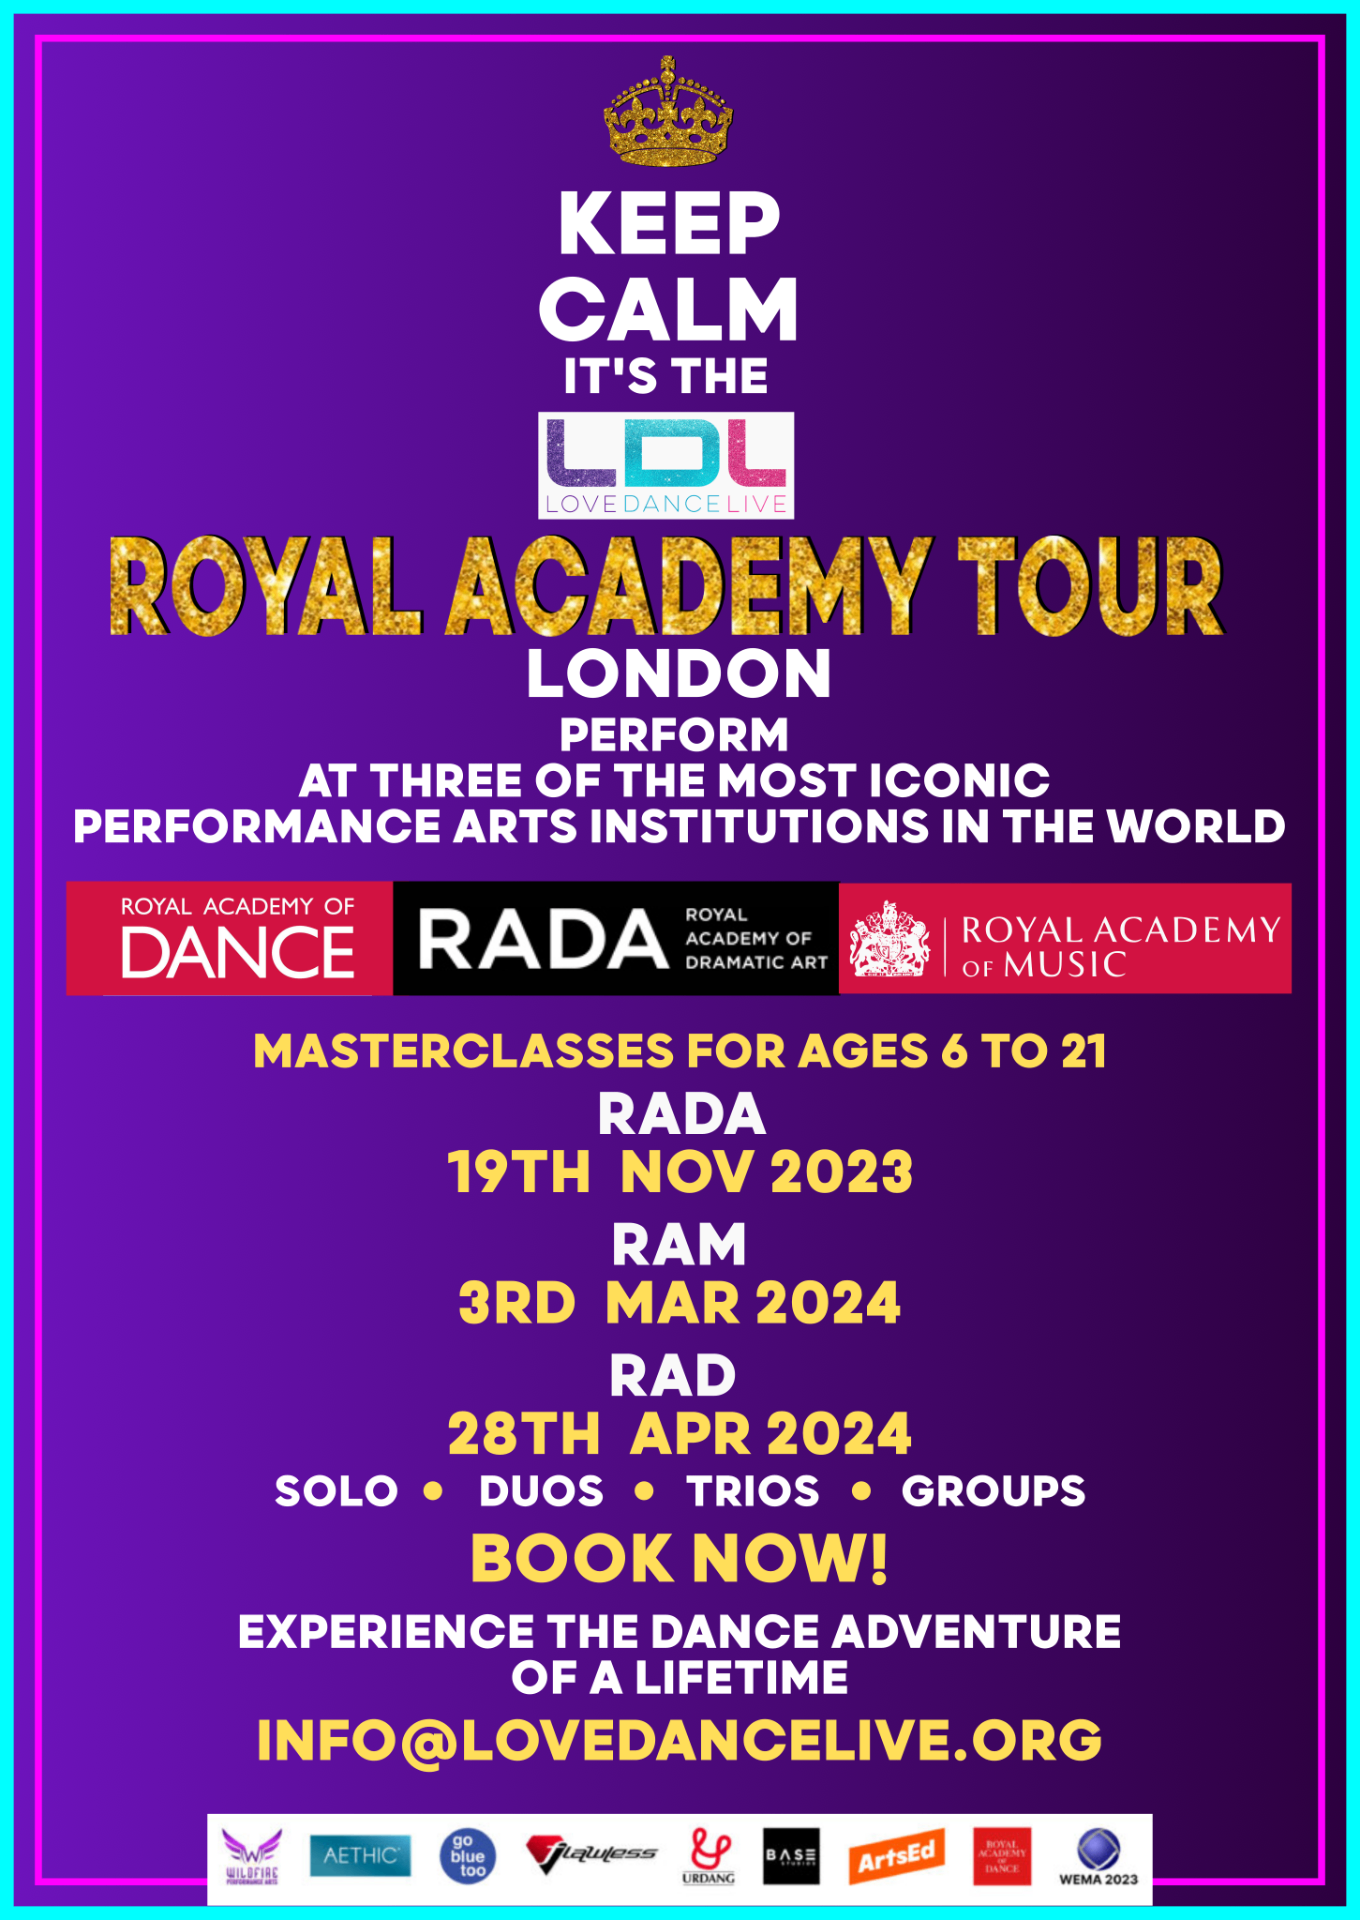 KEEP
CALM
IT'S THE
LDL
LOVEDANCELIVE
ROYAL ACADEMY TOUR
LONDON
PERFORM
AT THREE OF THE MOST ICONIC
PERFORMANCE ARTS INSTITUTIONS IN THE WORLD
ROYAL ACADEMY OF
DANCE
RADA
ROYAL
ACADEMY OF
DRAMATIC ART
ROYAL ACADEMY
OF MUSIC
MASTERCLASSES FOR AGES 6 TO 21
RADA
19TH NOV 2023
RAM
3RD MAR 2024
RAD
28TH APR 2024
SOLO • DUOS • TRIOS • GROUPS
BOOK NOW!
EXPERIENCE THE DANCE ADVENTURE
OF A LIFETIME
INFO@LOVEDANCELIVE.ORG
WILDFIRE
PERFORMANCE ARTS
AETHIC
go
blue
too
flawless
URDANG
BASE
STUDIOS
ArtsEd
ROYAL
ACADEMY
OF
DANCE
WEMA 2023